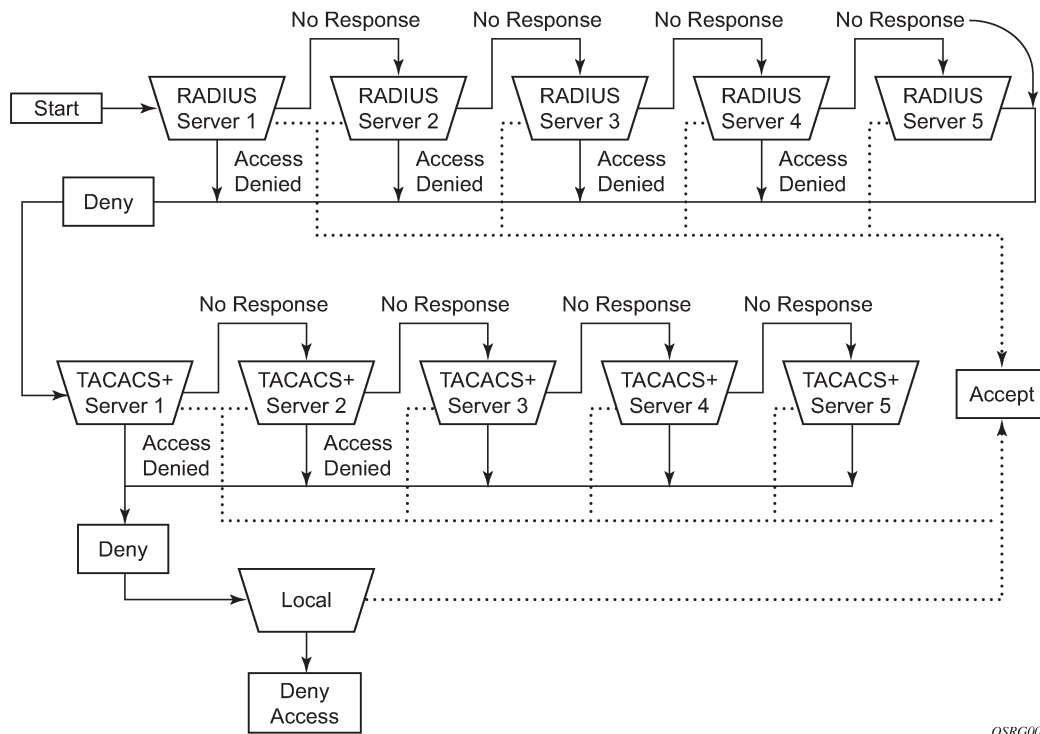 No Response
No Response
No Response
No Response
No Response
Start
RADIUS
Server 1
RADIUS
Server 2
RADIUS
Server 3
RADIUS
Server 4
RADIUS
Server 5
Access
Denied
Access
Denied
Access
Denied
Access
Denied
Deny
No Response
No Response
No Response
No Response
TACACS+
Server 1
TACACS+
Server 2
TACACS+
Server 3
TACACS+
Server 4
TACACS+
Server 5
Accept
Access
Denied
Access
Denied
Deny
Local
Deny
Access